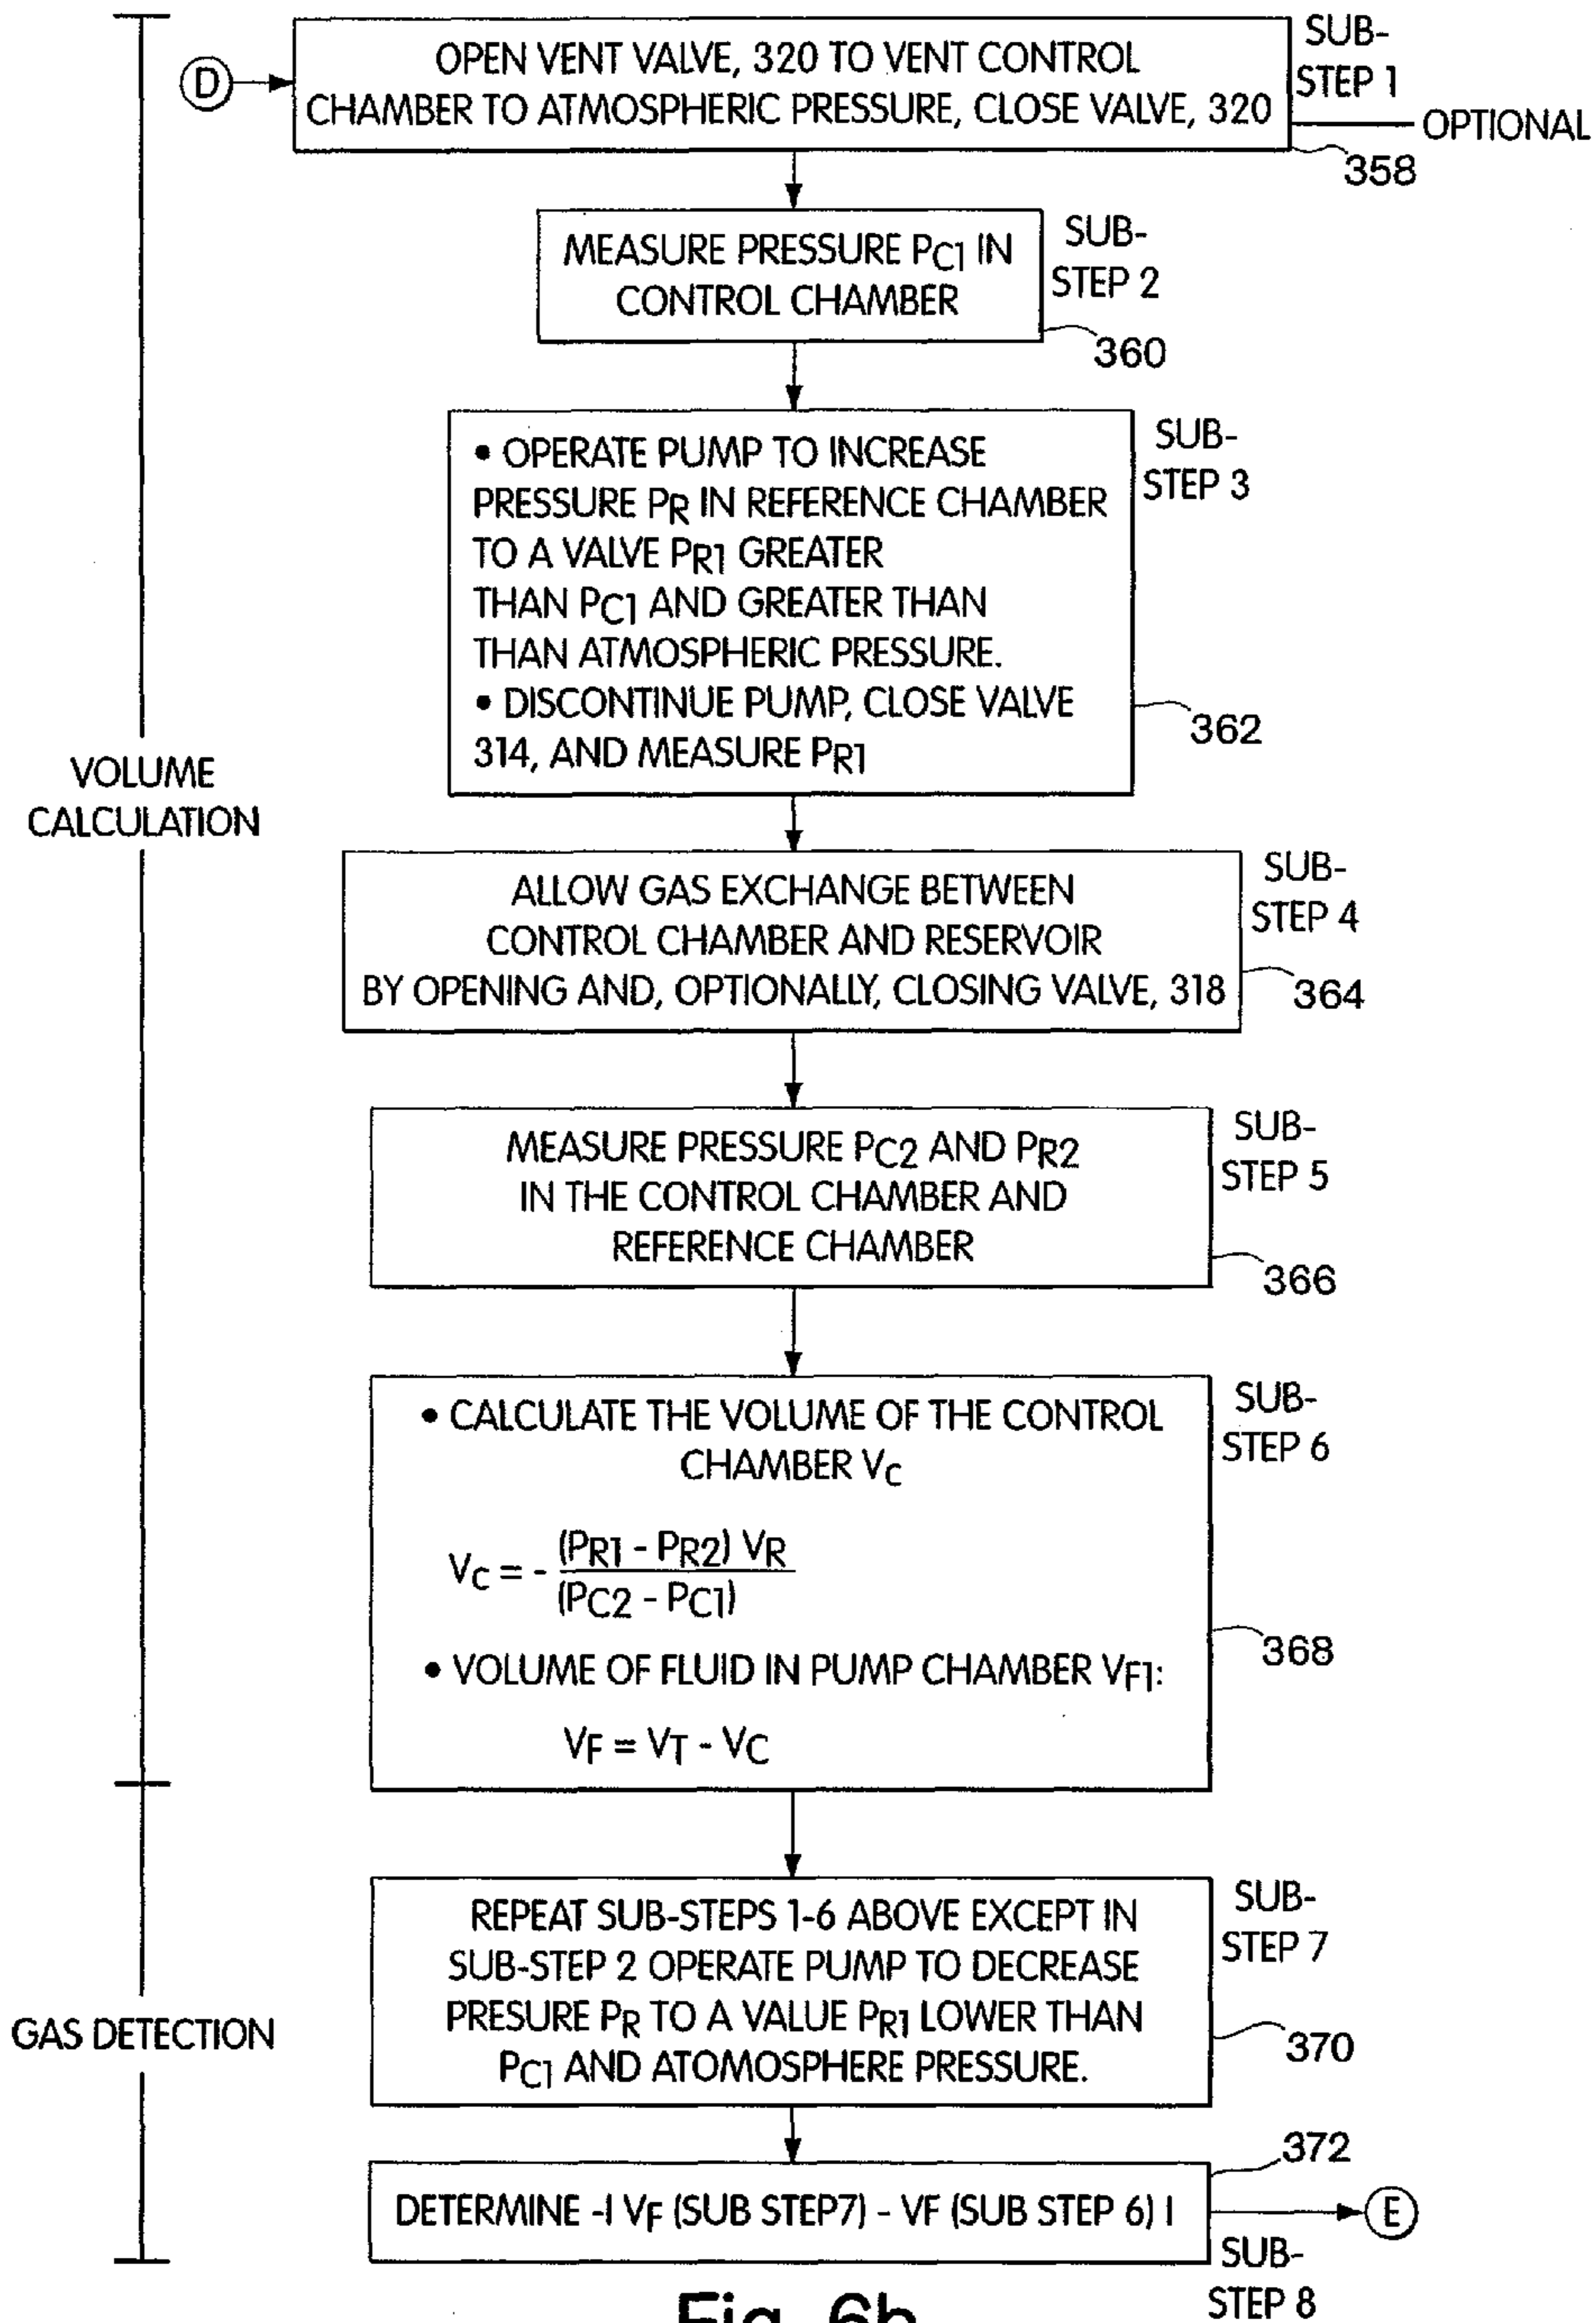 D
OPEN VENT VALVE, 320 TO VENT CONTROL
CHAMBER TO ATMOSPHERIC PRESSURE, CLOSE VALVE, 320
SUB-
STEP 1
OPTIONAL
358
MEASURE PRESSURE PC1 IN
CONTROL CHAMBER
SUB-
STEP 2
360
• OPERATE PUMP TO INCREASE
PRESSURE PR IN REFERENCE CHAMBER
TO A VALVE PR1 GREATER
THAN PC1 AND GREATER THAN
THAN ATMOSPHERIC PRESSURE.
• DISCONTINUE PUMP, CLOSE VALVE
314, AND MEASURE PR1
SUB-
STEP 3
362
VOLUME
CALCULATION
ALLOW GAS EXCHANGE BETWEEN
CONTROL CHAMBER AND RESERVOIR
BY OPENING AND, OPTIONALLY, CLOSING VALVE, 318
SUB-
STEP 4
364
MEASURE PRESSURE PC2 AND PR2
IN THE CONTROL CHAMBER AND
REFERENCE CHAMBER
SUB-
STEP 5
366
• CALCULATE THE VOLUME OF THE CONTROL
CHAMBER VC
VC = - (PR1 - PR2) VR
(PC2 - PC1)
• VOLUME OF FLUID IN PUMP CHAMBER VF1:
VF = VT - VC
SUB-
STEP 6
368
REPEAT SUB-STEPS 1-6 ABOVE EXCEPT IN
SUB-STEP 2 OPERATE PUMP TO DECREASE
PRESURE PR TO A VALUE PR1 LOWER THAN
PC1 AND ATOMOSPHERE PRESSURE.
SUB-
STEP 7
370
GAS DETECTION
DETERMINE -I VF (SUB STEP7) - VF (SUB STEP 6) I
372
E
SUB-
STEP 8
Fig. 6b